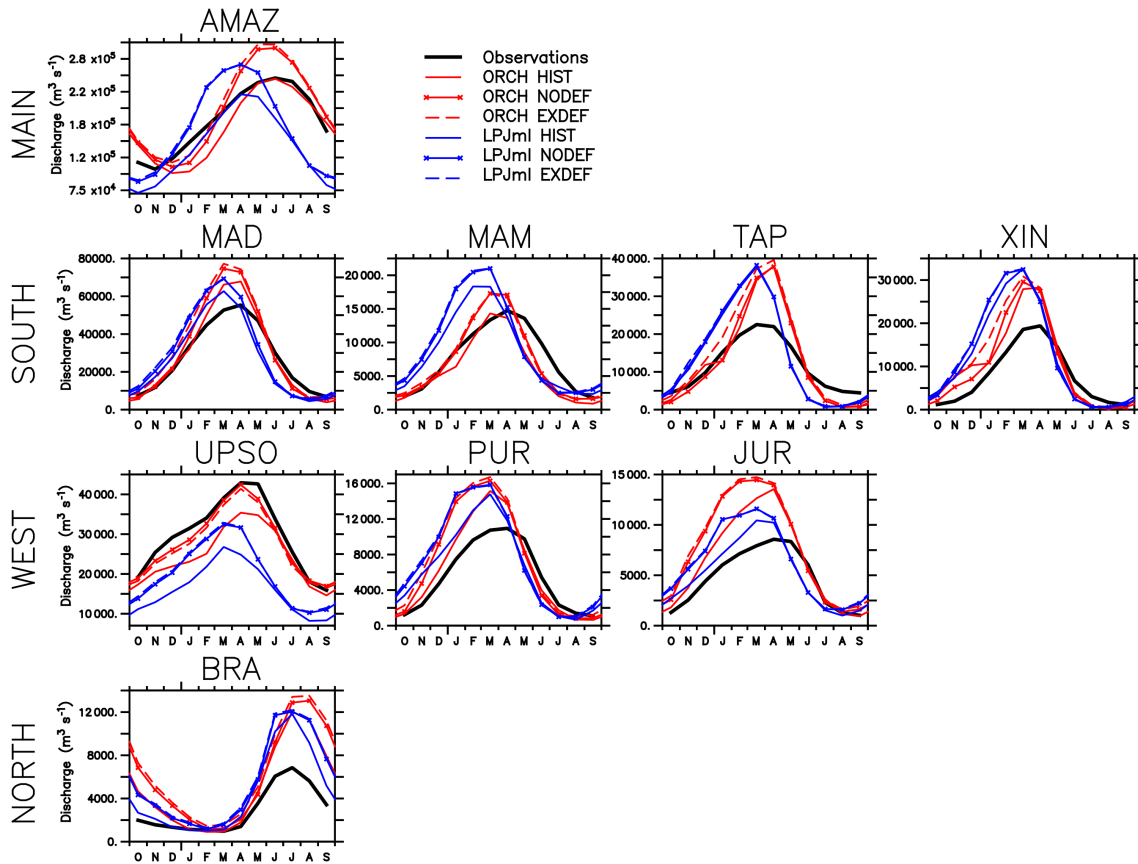 AMAZ
MAIN
Discharge (m³ s⁻¹)
2.8 x10⁵
2.2 x10⁵
1.8 x10⁵
1.2 x10⁵
7.5 x10⁴
O N D J F M A M J J A S
Observations
ORCH HIST
ORCH NODEF
ORCH EXDEF
LPJml HIST
LPJml NODEF
LPJml EXDEF
SOUTH
MAD
Discharge (m³ s⁻¹)
80000.
60000.
40000.
20000.
0.
O N D J F M A M J J A S
MAM
20000.
15000.
10000.
5000.
0.
O N D J F M A M J J A S
TAP
40000.
30000.
20000.
10000.
0.
O N D J F M A M J J A S
XIN
30000.
20000.
10000.
0.
O N D J F M A M J J A S
WEST
UPSO
Discharge (m³ s⁻¹)
40000.
30000.
20000.
10000.
O N D J F M A M J J A S
PUR
16000.
12000.
8000.
4000.
0.
O N D J F M A M J J A S
JUR
15000.
10000.
5000.
0.
O N D J F M A M J J A S
NORTH
BRA
Discharge (m³ s⁻¹)
12000.
8000.
4000.
0.
O N D J F M A M J J A S